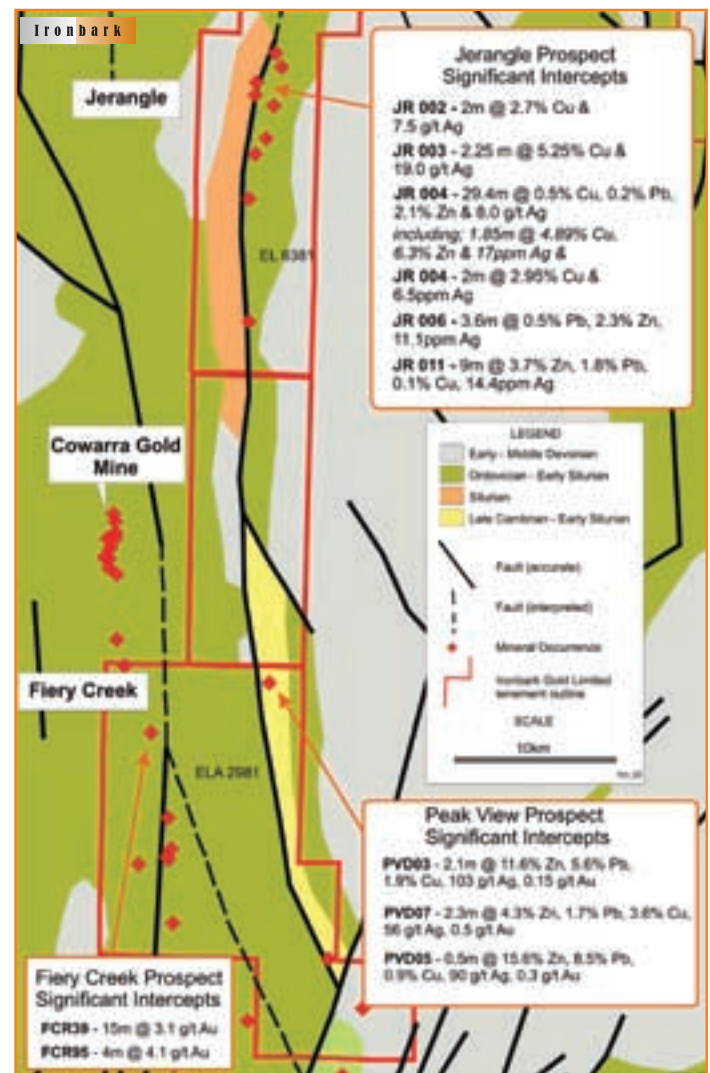 Ironbark
Jerangle
Jerangle Prospect
Significant Intercepts
JR 002 - 2m @ 2.7% Cu &
7.5 g/t Ag
JR 003 - 2.25 m @ 5.25% Cu &
19.0 g/t Ag
JR 004 - 29.4m @ 0.5% Cu, 0.2% Pb,
2.1% Zn & 8.0 g/t Ag
including; 1.85m @ 4.89% Cu,
6.3% Zn & 17ppm Ag &
JR 004 - 2m @ 2.95% Cu &
6.5ppm Ag
JR 006 - 3.6m @ 0.5% Pb, 2.3% Zn,
11.1ppm Ag
JR 011 - 9m @ 3.7% Zn, 1.8% Pb,
0.1% Cu, 14.4ppm Ag
EL 6381
Cowarra Gold
Mine
LEGEND
Early - Middle Devonian
Ordovician - Early Silurian
Silurian
Late Cambrian - Early Silurian
Fault (accurate)
Fault (interpreted)
Mineral Occurrence
Ironbark Gold Limited
tenement outline
SCALE
10km
Fiery Creek
ELA 2981
Peak View Prospect
Significant Intercepts
PVD03 - 2.1m @ 11.6% Zn, 5.6% Pb,
1.9% Cu, 103 g/t Ag, 0.15 g/t Au
PVD07 - 2.3m @ 4.3% Zn, 1.7% Pb, 3.6% Cu,
56 g/t Ag, 0.5 g/t Au
PVD05 - 0.5m @ 15.6% Zn, 8.5% Pb,
0.9% Cu, 90 g/t Ag, 0.3 g/t Au
Fiery Creek Prospect
Significant Intercepts
FCR39 - 15m @ 3.1 g/t Au
FCR95 - 4m @ 4.1 g/t Au